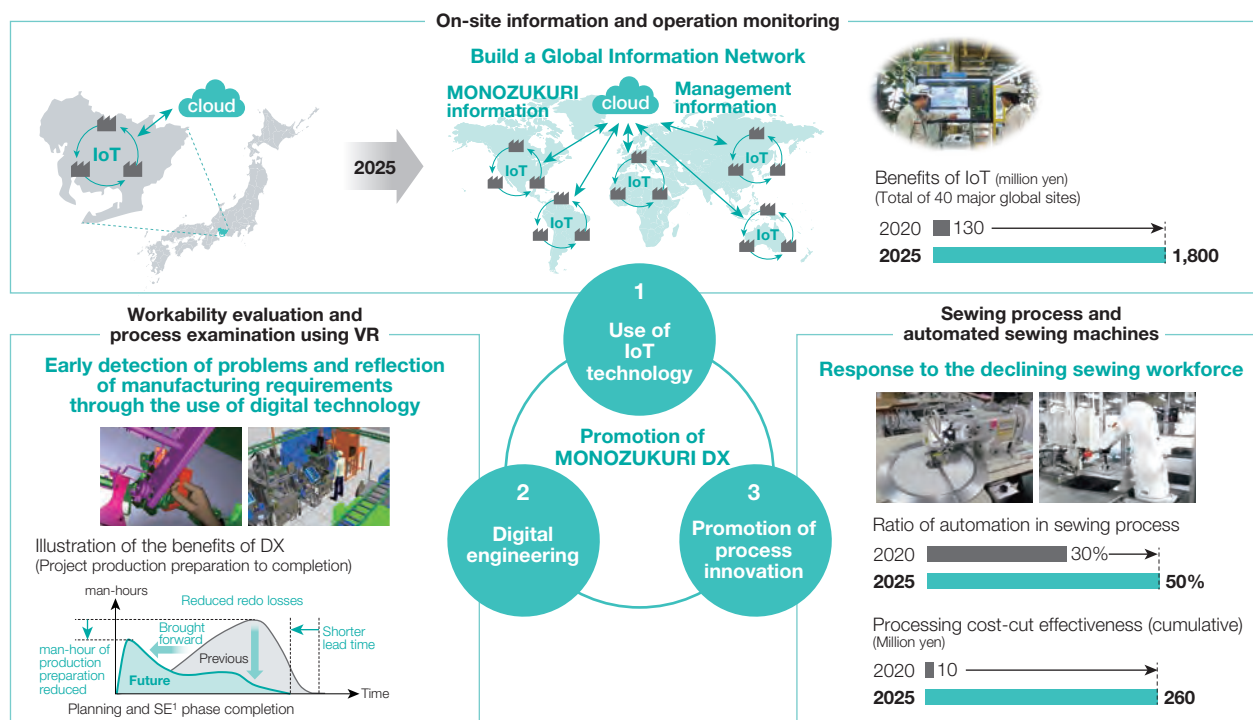 On-site information and operation monitoring
Build a Global Information Network
cloud
IoT
2025
MONOZUKURI
information
cloud
Management
information
IoT
IoT
IoT
IoT
IoT
Benefits of IoT (million yen)
(Total of 40 major global sites)
2020 130
2025 1,800
1
Use of
IoT
technology
Promotion of
MONOZUKURI DX
2
Digital
engineering
3
Promotion of
process
innovation
Workability evaluation and
process examination using VR
Early detection of problems and reflection
of manufacturing requirements
through the use of digital technology
Illustration of the benefits of DX
(Project production preparation to completion)
man-hours
Reduced redo losses
Brought
forward
Shorter
lead time
man-hour of
production
preparation
reduced
Previous
Future
Time
Planning and SE¹ phase completion
Sewing process and
automated sewing machines
Response to the declining sewing workforce
Ratio of automation in sewing process
2020 30%
2025 50%
Processing cost-cut effectiveness (cumulative)
(Million yen)
2020 10
2025 260